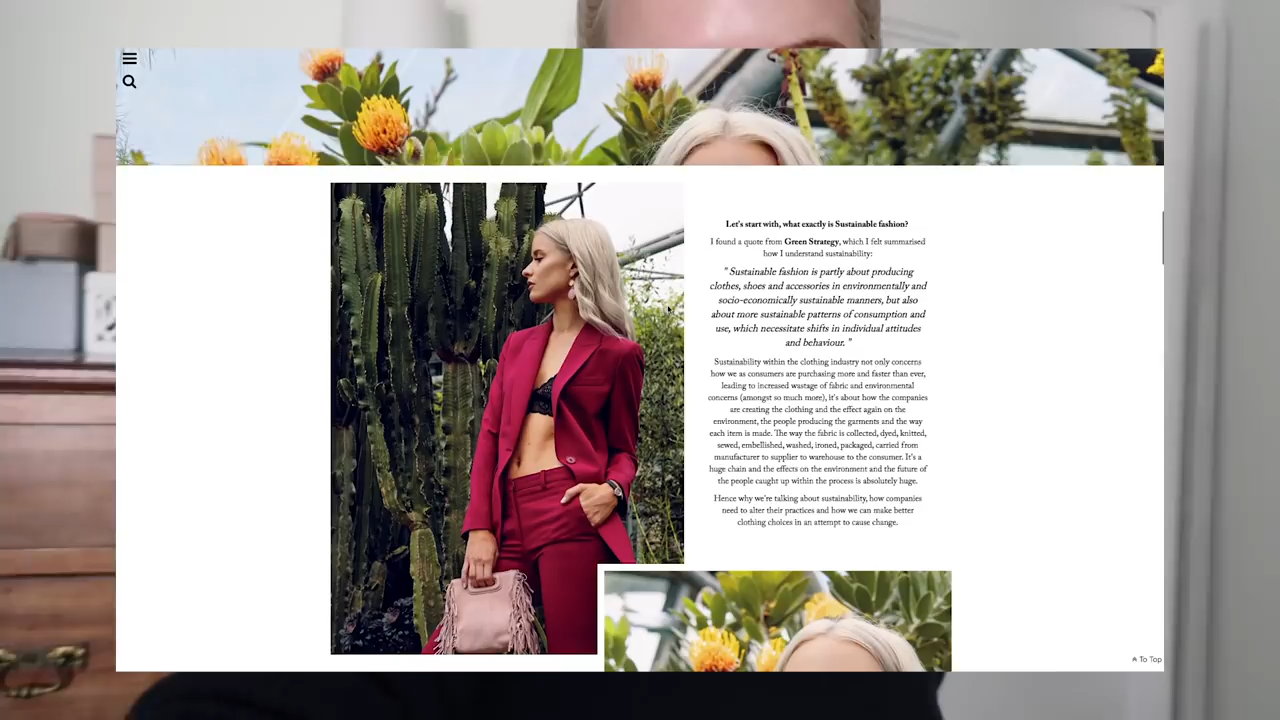 Let's start with, what exactly is Sustainable fashion?
I found a quote from Green Strategy, which I felt summarised
how I understand sustainability:
" Sustainable fashion is partly about producing
clothes, shoes and accessories in environmentally and
socio-economically sustainable manners, but also
about more sustainable patterns of consumption and
use, which necessitate shifts in individual attitudes
and behaviour. "
Sustainability within the clothing industry not only concerns
how we as consumers are purchasing more and faster than ever,
leading to increased wastage of fabric and environmental
concerns (amongst so much more), it's about how the companies
are creating the clothing and the effect again on the
environment, the people producing the garments and the way
each item is made. The way the fabric is collected, dyed, knitted,
sewed, embellished, washed, ironed, packaged, carried from
manufacturer to supplier to warehouse to the consumer. It's a
huge chain and the effects on the environment and the future of
the people caught up within the process is absolutely huge.
Hence why we're talking about sustainability, how companies
need to alter their practices and how we can make better
clothing choices in an attempt to cause change.
To Top